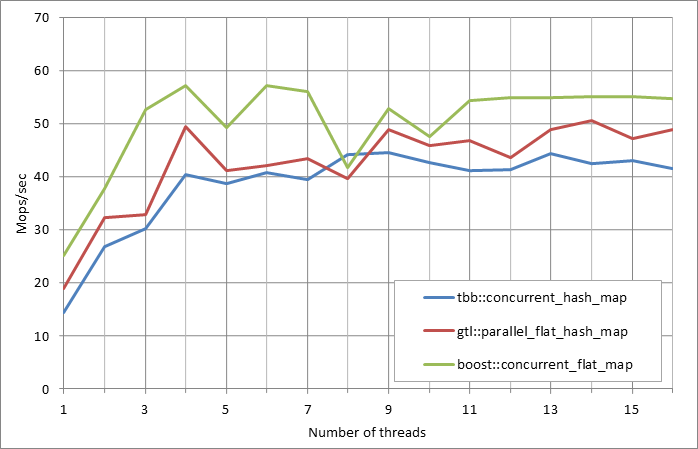 70
60
50
40
30
20
10
0
Mops/sec
1 3 5 7 9 11 13 15
Number of threads
tbb::concurrent_hash_map
gtl::parallel_flat_hash_map
boost::concurrent_flat_map